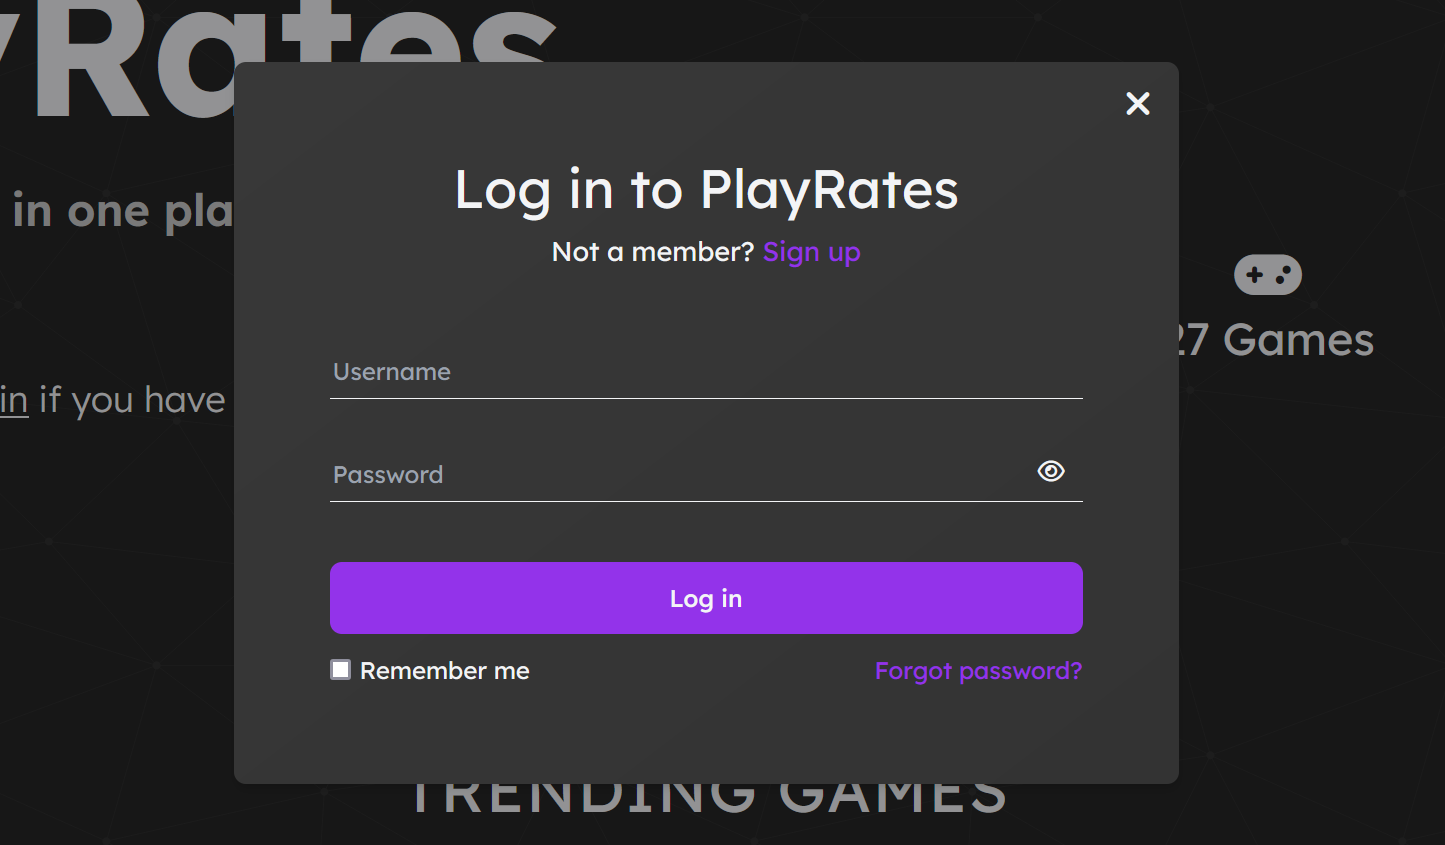 yRates
in one pla
Log in to PlayRates
Not a member? Sign up
27 Games
Username
in if you have
Password
Log in
Remember me
Forgot password?
TRENDING GAMES